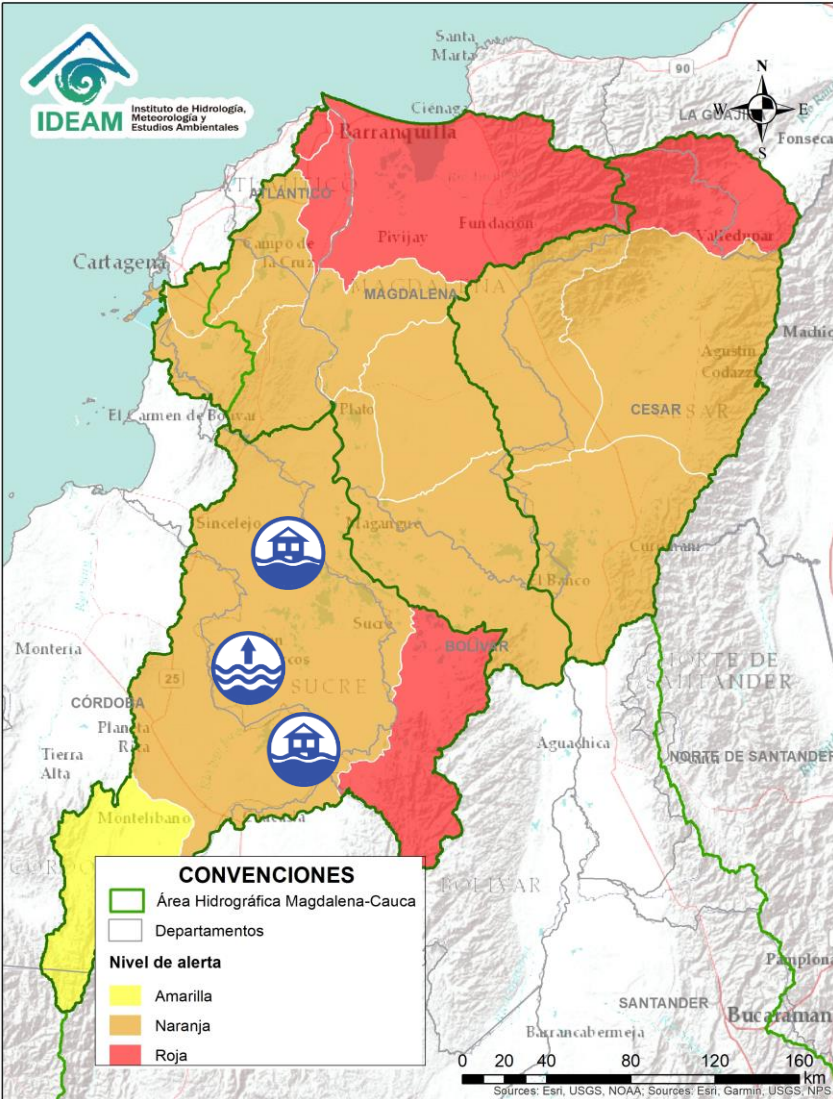 IDEAM
Instituto de Hidrología,
Meteorología y
Estudios Ambientales
Santa
Marta
90
N
W
E
S
LA GUAJIRA
Ciénaga
Fonseca
Barranquilla
ATLÁNTICO
ATLÁNTICO
Pivijay
Fundación
Valledupar
Campo de
la Cruz
Cartagena
MAGDALENA
MAGDALENA
Agustín
Codazzi
CESAR
CESAR
El Carmen de Bolívar
Plato
Sincelejo
Magangué
El Banco
Sucre
BOLÍVAR
Montería
SUCRE
NORTE DE
SANTANDER
25
CÓRDOBA
Planeta
Rica
Tierra
Alta
Aguachica
NORTE DE SANTANDER
Montelíbano
BOLÍVAR
CONVENCIONES
Área Hidrográfica Magdalena-Cauca
Departamentos
Nivel de alerta
Amarilla
Naranja
Roja
Pamplona
SANTANDER
Bucaraman
Barrancabermeja
0 20 40 80 120 160
km
Sources: Esri, USGS, NOAA; Sources: Esri, Garmin, USGS, NPS